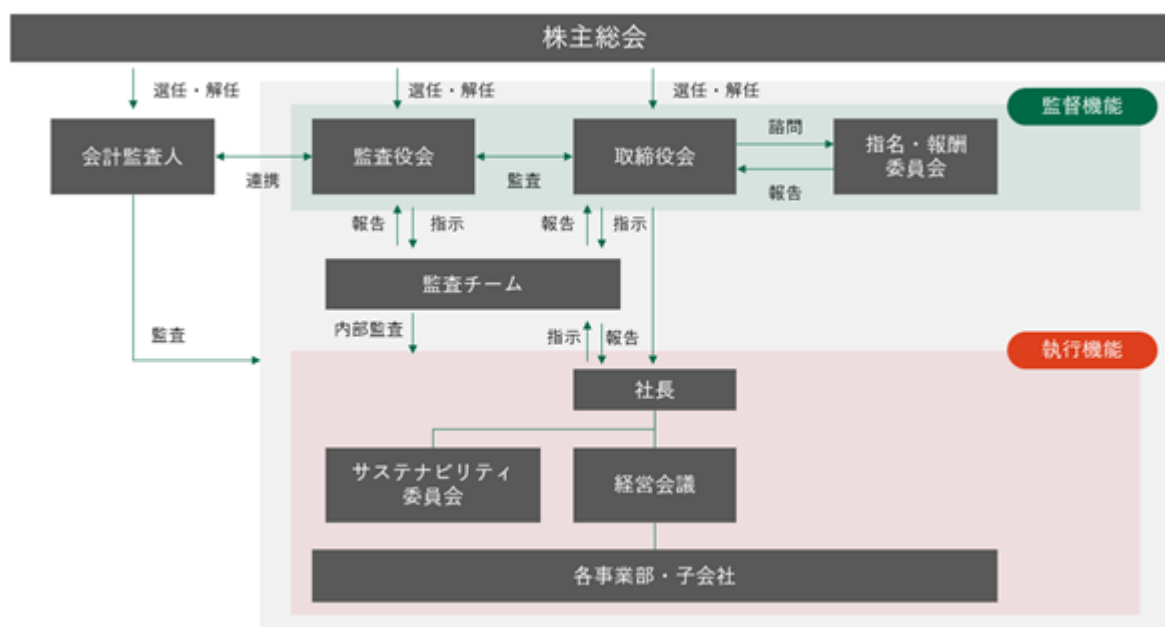 株主総会
選任・解任
選任・解任
選任・解任
監督機能
会計監査人
連携
監査役会
監査
取締役会
諮問
報告
指名・報酬
委員会
報告
指示
報告
指示
監査チーム
監査
内部監査
指示
報告
執行機能
社長
サステナビリティ
委員会
経営会議
各事業部・子会社